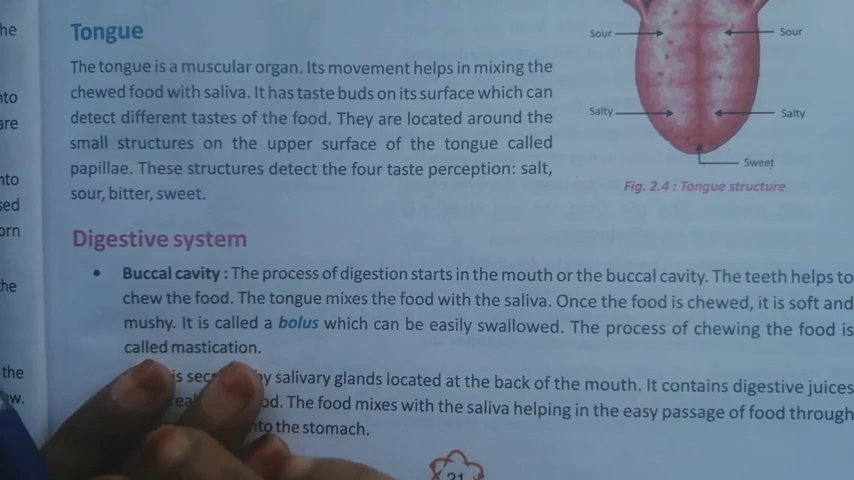 he
nto
are
nto
sed
orn
he
the
w.
Tongue
The tongue is a muscular organ. Its movement helps in mixing the
chewed food with saliva. It has taste buds on its surface which can
detect different tastes of the food. They are located around the
small structures on the upper surface of the tongue called
papillae. These structures detect the four taste perception: salt,
sour, bitter, sweet.
Sour
Sour
Salty
Salty
Sweet
Fig. 2.4 : Tongue structure
Digestive system
• Buccal cavity : The process of digestion starts in the mouth or the buccal cavity. The teeth helps to
chew the food. The tongue mixes the food with the saliva. Once the food is chewed, it is soft and
mushy. It is called a bolus which can be easily swallowed. The process of chewing the food is
called mastication.
is by salivary glands located at the back of the mouth. It contains digestive juices
The food mixes with the saliva helping in the easy passage of food through
the stomach.
21